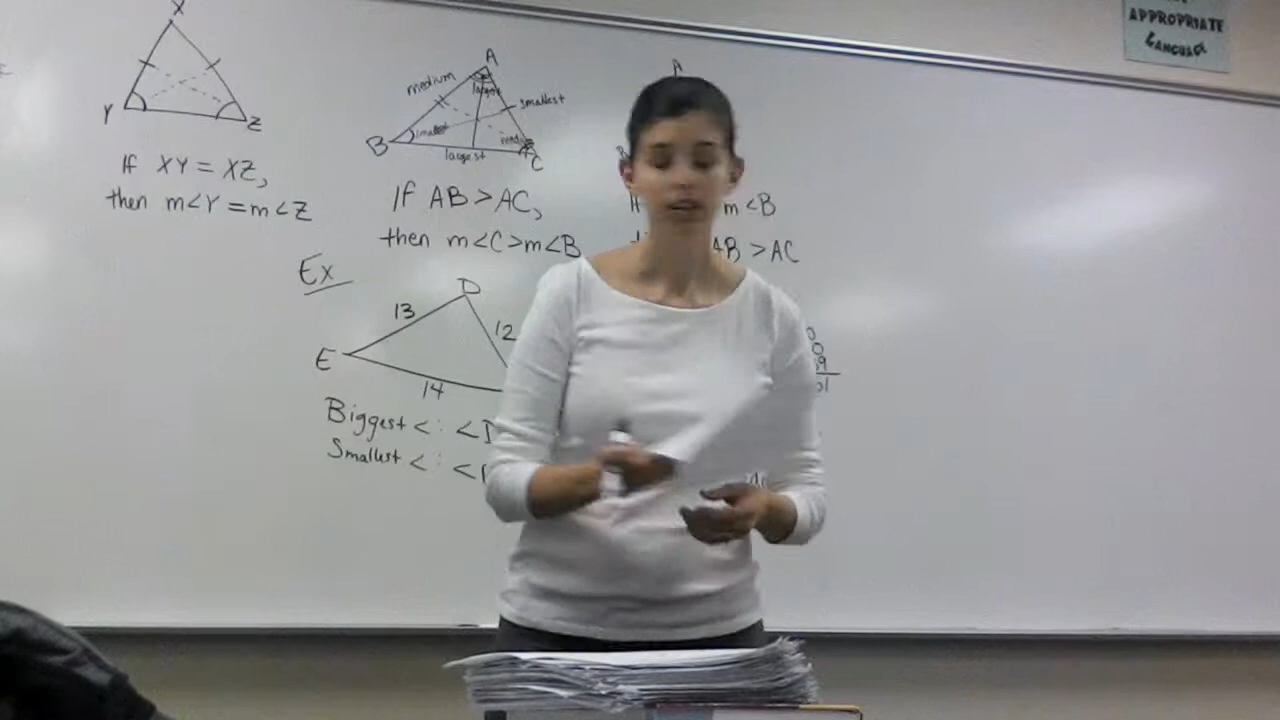 APPROPRIATE
LANGUAGE
X
Y
Z
If XY = XZ,
then m<Y = m<Z
A
medium
largest
smallest
smallest
B
largest
C
If AB > AC,
then m<C > m<B
A
B
m<B
AB > AC
Ex
D
13
12
E
14
Biggest < : < D
Smallest < : <